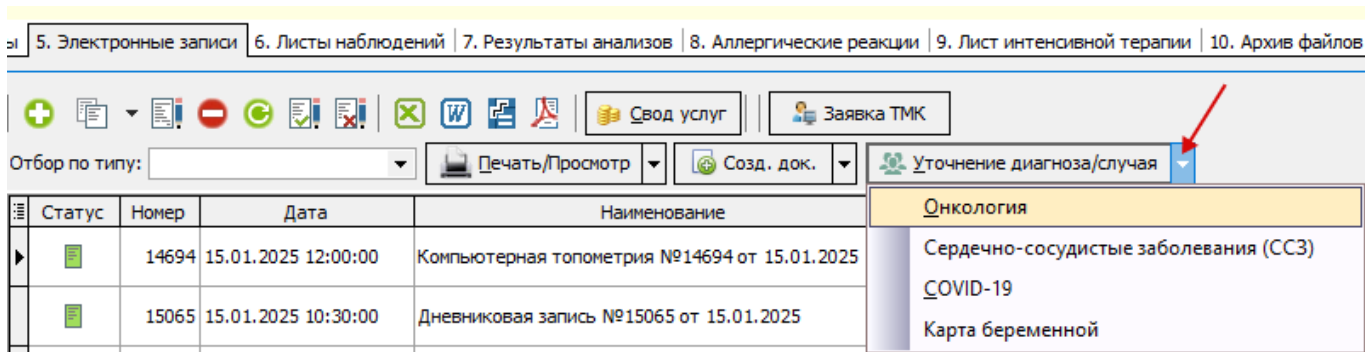 ы 5. Электронные записи 6. Листы наблюдений 7. Результаты анализов 8. Аллергические реакции 9. Лист интенсивной терапии 10. Архив файлов
Свод услуг Заявка ТМК
Отбор по типу: Печать/Просмотр Созд. док. Уточнение диагноза/случая
Статус Номер Дата Наименование
Онкология
14694 15.01.2025 12:00:00 Компьютерная топометрия №14694 от 15.01.2025
Сердечно-сосудистые заболевания (ССЗ)
COVID-19
15065 15.01.2025 10:30:00 Дневниковая запись №15065 от 15.01.2025
Карта беременной